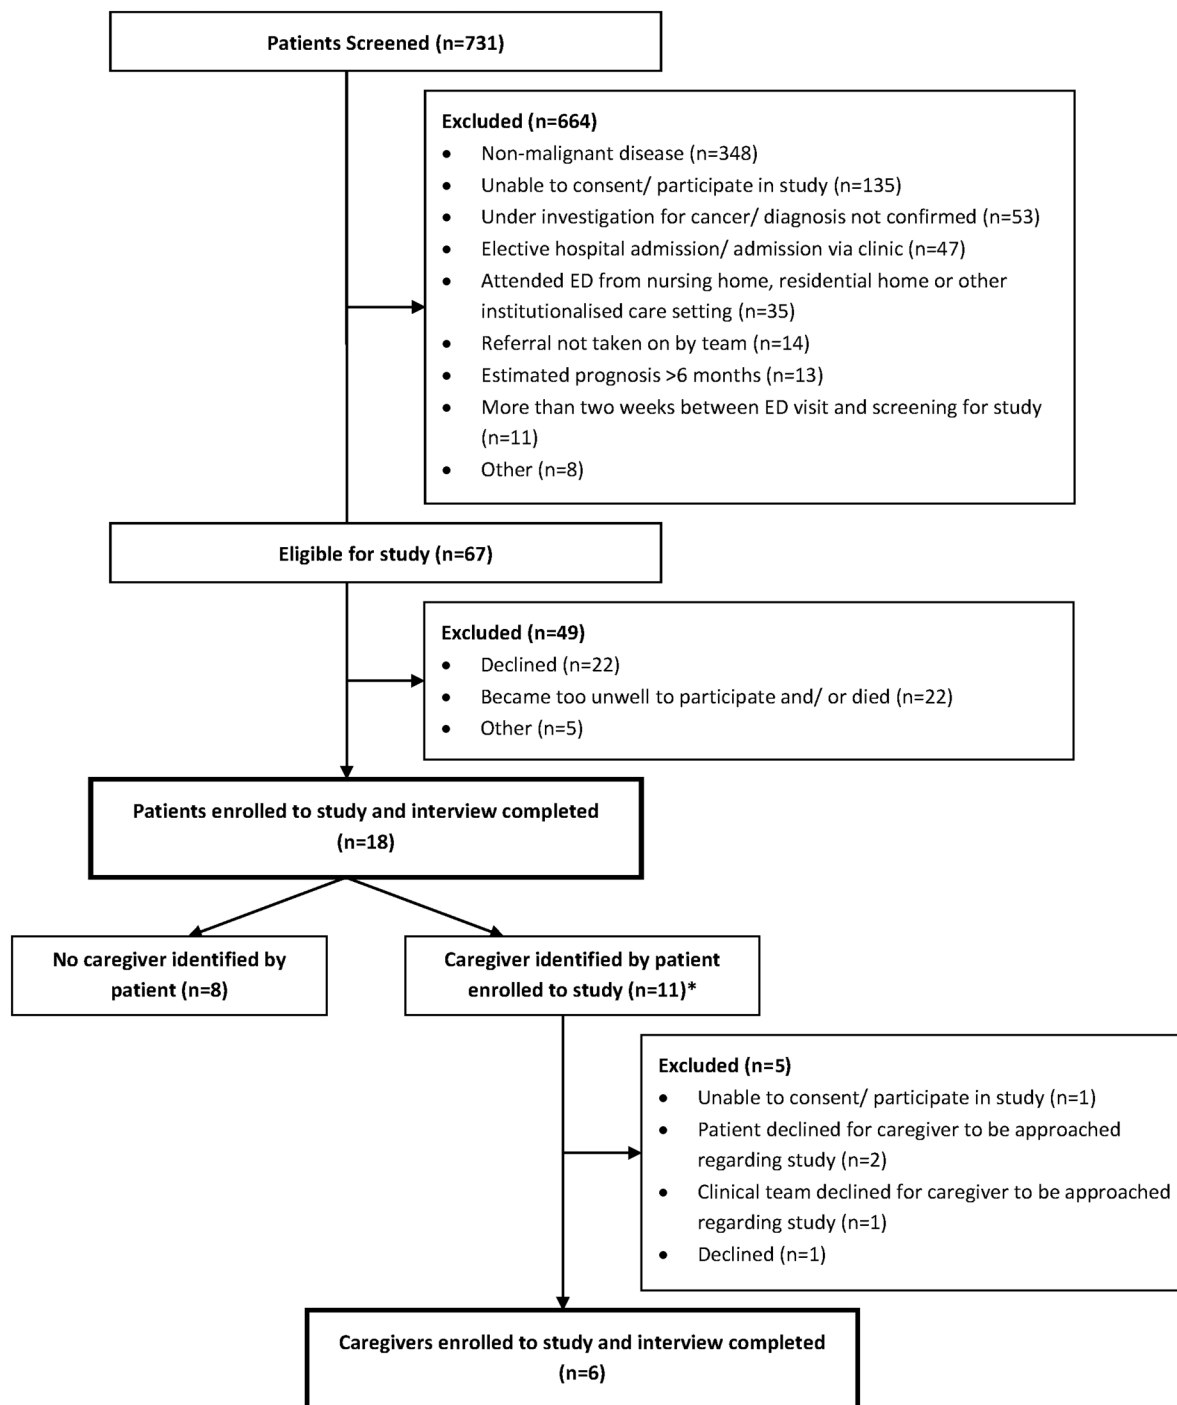 Patients Screened (n=731)
Excluded (n=664)
• Non-malignant disease (n=348)
• Unable to consent/ participate in study (n=135)
• Under investigation for cancer/ diagnosis not confirmed (n=53)
• Elective hospital admission/ admission via clinic (n=47)
• Attended ED from nursing home, residential home or other
institutionalised care setting (n=35)
• Referral not taken on by team (n=14)
• Estimated prognosis >6 months (n=13)
• More than two weeks between ED visit and screening for study
(n=11)
• Other (n=8)
Eligible for study (n=67)
Excluded (n=49)
• Declined (n=22)
• Became too unwell to participate and/ or died (n=22)
• Other (n=5)
Patients enrolled to study and interview completed
(n=18)
No caregiver identified by
patient (n=8)
Caregiver identified by patient
enrolled to study (n=11)*
Excluded (n=5)
• Unable to consent/ participate in study (n=1)
• Patient declined for caregiver to be approached
regarding study (n=2)
• Clinical team declined for caregiver to be approached
regarding study (n=1)
• Declined (n=1)
Caregivers enrolled to study and interview completed
(n=6)